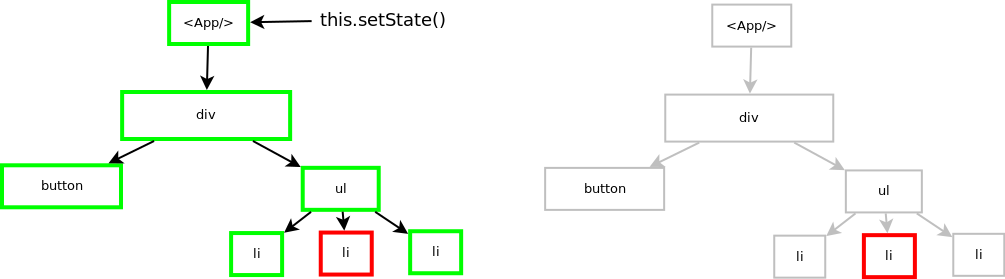 <App/>
this.setState()
div
button
ul
li
li
li
<App/>
div
button
ul
li
li
li